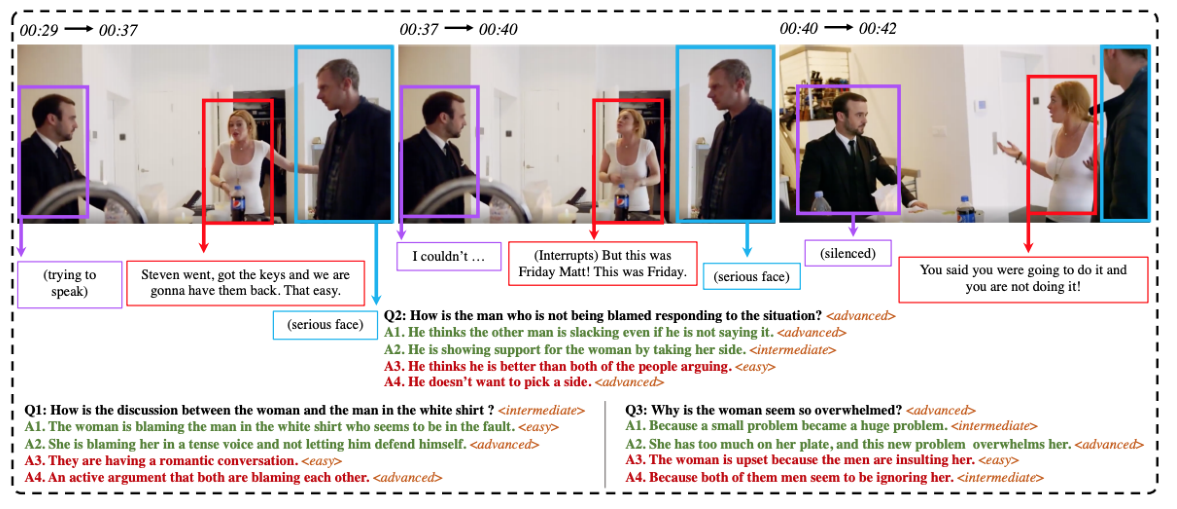 00:29 → 00:37
00:37 → 00:40
00:40 → 00:42
(trying to
speak)
Steven went, got the keys and we are
gonna have them back. That easy.
(serious face)
I couldn't …
(Interrupts) But this was
Friday Matt! This was Friday.
(serious face)
(silenced)
You said you were going to do it and
you are not doing it!
Q2: How is the man who is not being blamed responding to the situation? <advanced>
A1. He thinks the other man is slacking even if he is not saying it. <advanced>
A2. He is showing support for the woman by taking her side. <intermediate>
A3. He thinks he is better than both of the people arguing. <easy>
A4. He doesn't want to pick a side. <advanced>
Q1: How is the discussion between the woman and the man in the white shirt ? <intermediate>
A1. The woman is blaming the man in the white shirt who seems to be in the fault. <easy>
A2. She is blaming her in a tense voice and not letting him defend himself. <advanced>
A3. They are having a romantic conversation. <easy>
A4. An active argument that both are blaming each other. <advanced>
Q3: Why is the woman seem so overwhelmed? <advanced>
A1. Because a small problem became a huge problem. <intermediate>
A2. She has too much on her plate, and this new problem overwhelms her. <advanced>
A3. The woman is upset because the men are insulting her. <easy>
A4. Because both of them men seem to be ignoring her. <intermediate>